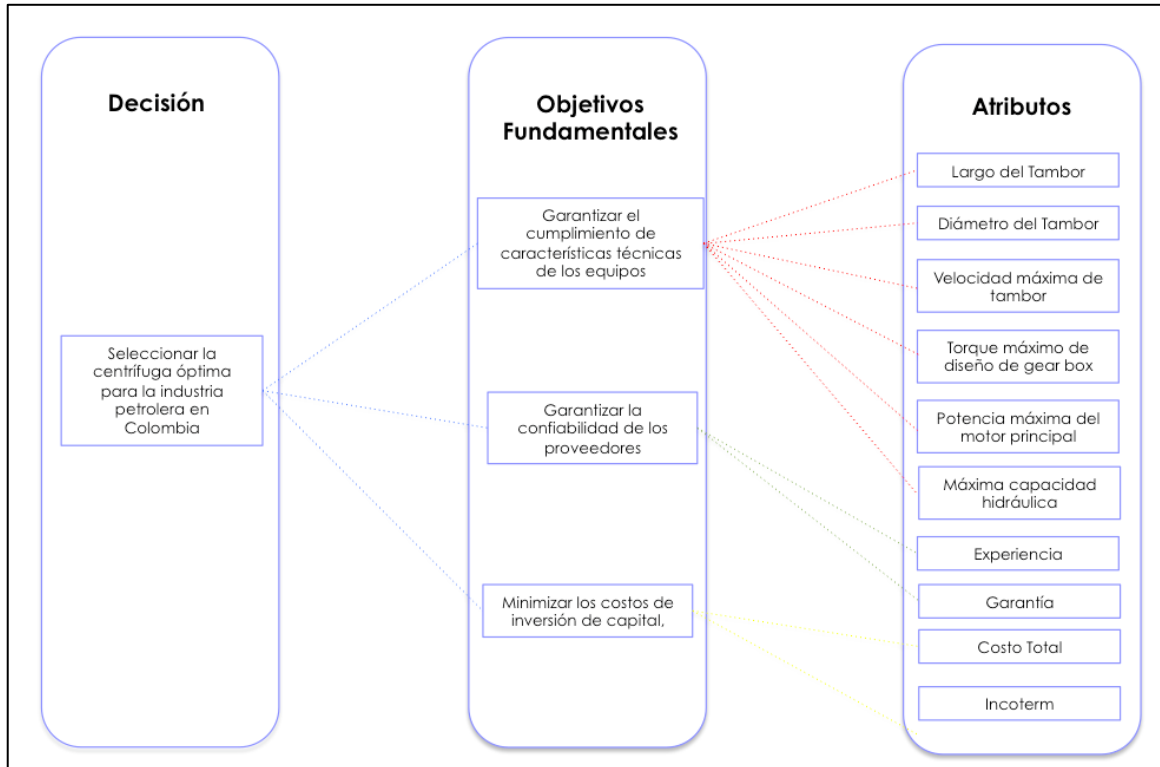 Decisión
Seleccionar la
centrífuga óptima
para la industria
petrolera en
Colombia
Objetivos
Fundamentales
Garantizar el
cumplimiento de
características técnicas
de los equipos
Garantizar la
confiabilidad de los
proveedores
Minimizar los costos de
inversión de capital,
Atributos
Largo del Tambor
Diámetro del Tambor
Velocidad máxima de
tambor
Torque máximo de
diseño de gear box
Potencia máxima del
motor principal
Máxima capacidad
hidráulica
Experiencia
Garantía
Costo Total
Incoterm